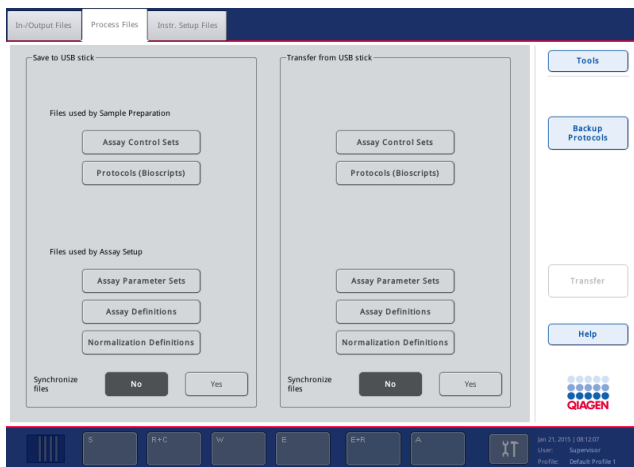 In-/Output Files Process Files Instr. Setup Files
Save to USB stick
Files used by Sample Preparation
Assay Control Sets
Protocols (Bioscripts)
Files used by Assay Setup
Assay Parameter Sets
Assay Definitions
Normalization Definitions
Synchronize
files
No Yes
Transfer from USB stick
Assay Control Sets
Protocols (Bioscripts)
Assay Parameter Sets
Assay Definitions
Normalization Definitions
Synchronize
files
No Yes
Tools
Backup
Protocols
Transfer
Help
QIAGEN
S R+C W E E+R A
Jan 21, 2015 | 08:12:07
User: Supervisor
Profile: Default Profile 1